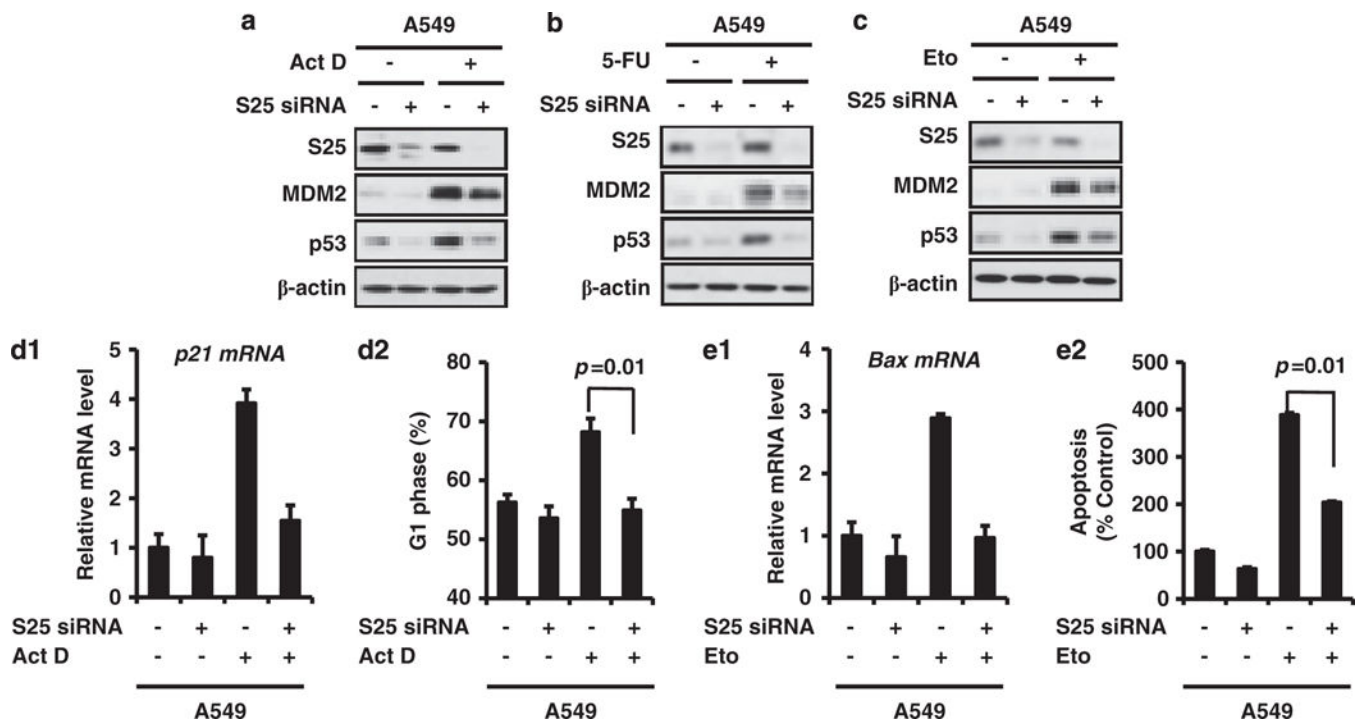 a
A549
Act D - +
S25 siRNA - + - +
S25
MDM2
p53
β-actin
b
A549
5-FU - +
S25 siRNA - + - +
S25
MDM2
p53
β-actin
c
A549
Eto - +
S25 siRNA - + - +
S25
MDM2
p53
β-actin
d1
p21 mRNA
Relative mRNA level
5
4
3
2
1
0
S25 siRNA - + - +
Act D - - + +
A549
d2
p=0.01
G1 phase (%)
80
70
60
50
40
S25 siRNA - + - +
Act D - - + +
A549
e1
Bax mRNA
Relative mRNA level
4
3
2
1
0
S25 siRNA - + - +
Eto - - + +
A549
e2
p=0.01
Apoptosis
(% Control)
500
400
300
200
100
0
S25 siRNA - + - +
Eto - - + +
A549